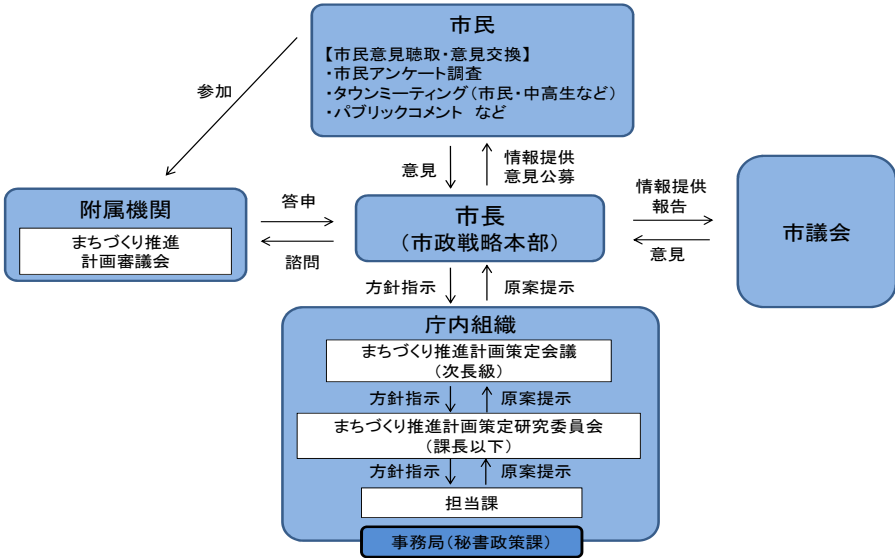 市民
【市民意見聴取・意見交換】
・市民アンケート調査
・タウンミーティング(市民・中高生など)
・パブリックコメント など
参加
意見
情報提供
意見公募
附属機関
まちづくり推進
計画審議会
答申
諮問
市長
(市政戦略本部)
情報提供
報告
意見
市議会
方針指示
原案提示
庁内組織
まちづくり推進計画策定会議
(次長級)
方針指示
原案提示
まちづくり推進計画策定研究委員会
(課長以下)
方針指示
原案提示
担当課
事務局(秘書政策課)